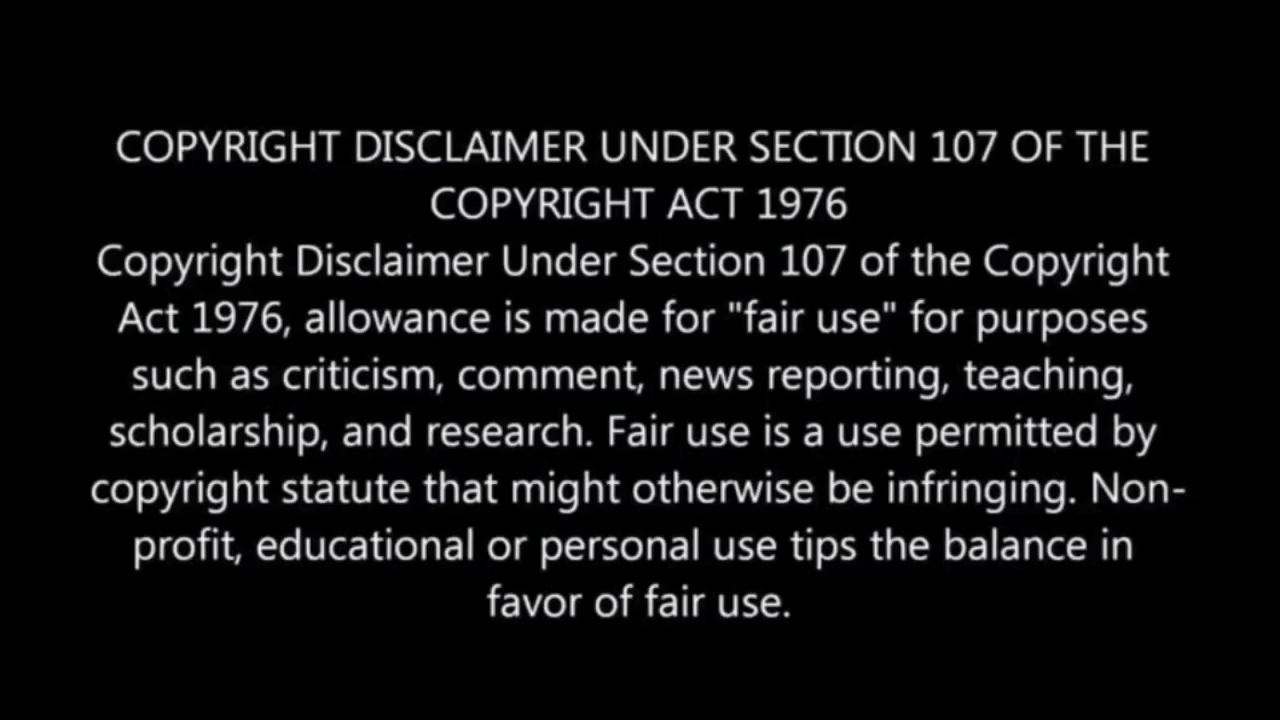 COPYRIGHT DISCLAIMER UNDER SECTION 107 OF THE
COPYRIGHT ACT 1976
Copyright Disclaimer Under Section 107 of the Copyright
Act 1976, allowance is made for "fair use" for purposes
such as criticism, comment, news reporting, teaching,
scholarship, and research. Fair use is a use permitted by
copyright statute that might otherwise be infringing. Non-
profit, educational or personal use tips the balance in
favor of fair use.